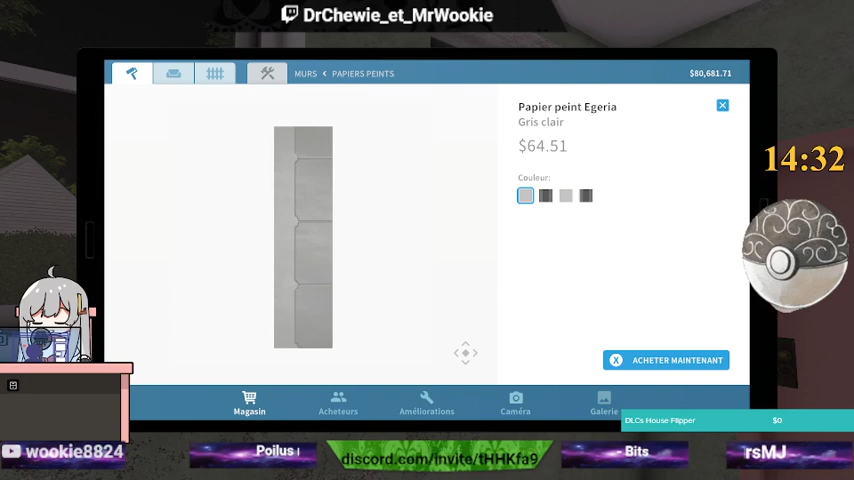 DrChewie_et_MrWookie
MURS < PAPIERS PEINTS
$80,681.71
Papier peint Egeria
Gris clair
$64.51
Couleur:
14:32
X ACHETER MAINTENANT
Magasin
Acheteurs
Améliorations
Caméra
Galerie
DLCs House Flipper $0
wookie8824
Poilus
discord.com/invite/tHHKfa9
- Bits
rsMJ